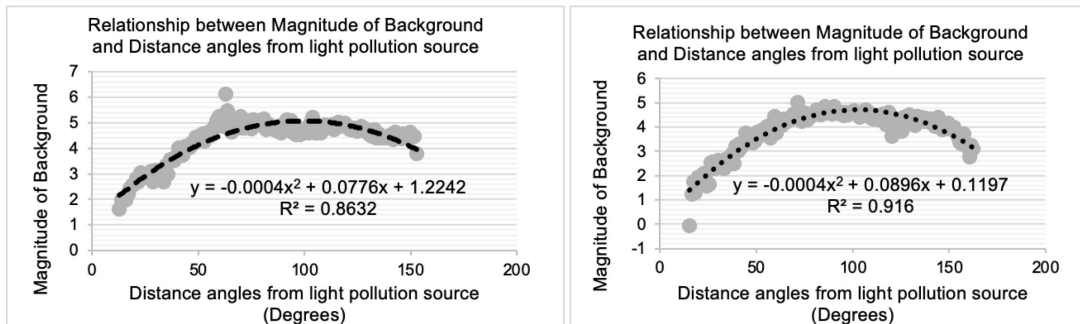 Relationship between Magnitude of Background
and Distance angles from light pollution source
7
6
5
4
3
2
1
0
Magnitude of Background
y = -0.0004x² + 0.0776x + 1.2242
R² = 0.8632
0 50 100 150 200
Distance angles from light pollution source
(Degrees)
Relationship between Magnitude of Background
and Distance angles from light pollution source
6
5
4
3
2
1
0
-1
Magnitude of Background
y = -0.0004x² + 0.0896x + 0.1197
R² = 0.916
0 50 100 150 200
Distance angles from light pollution source
(Degrees)